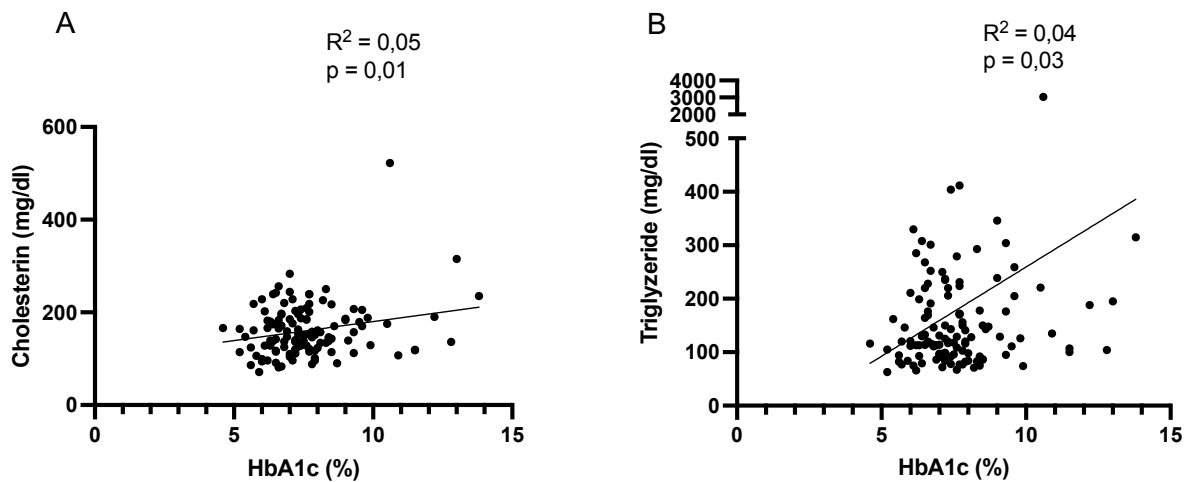 A
R² = 0,05
p = 0,01
600
400
200
0
Cholesterin (mg/dl)
0 5 10 15
HbA1c (%)
B
R² = 0,04
p = 0,03
4000
3000
2000
500
400
300
200
100
0
Triglyzeride (mg/dl)
0 5 10 15
HbA1c (%)